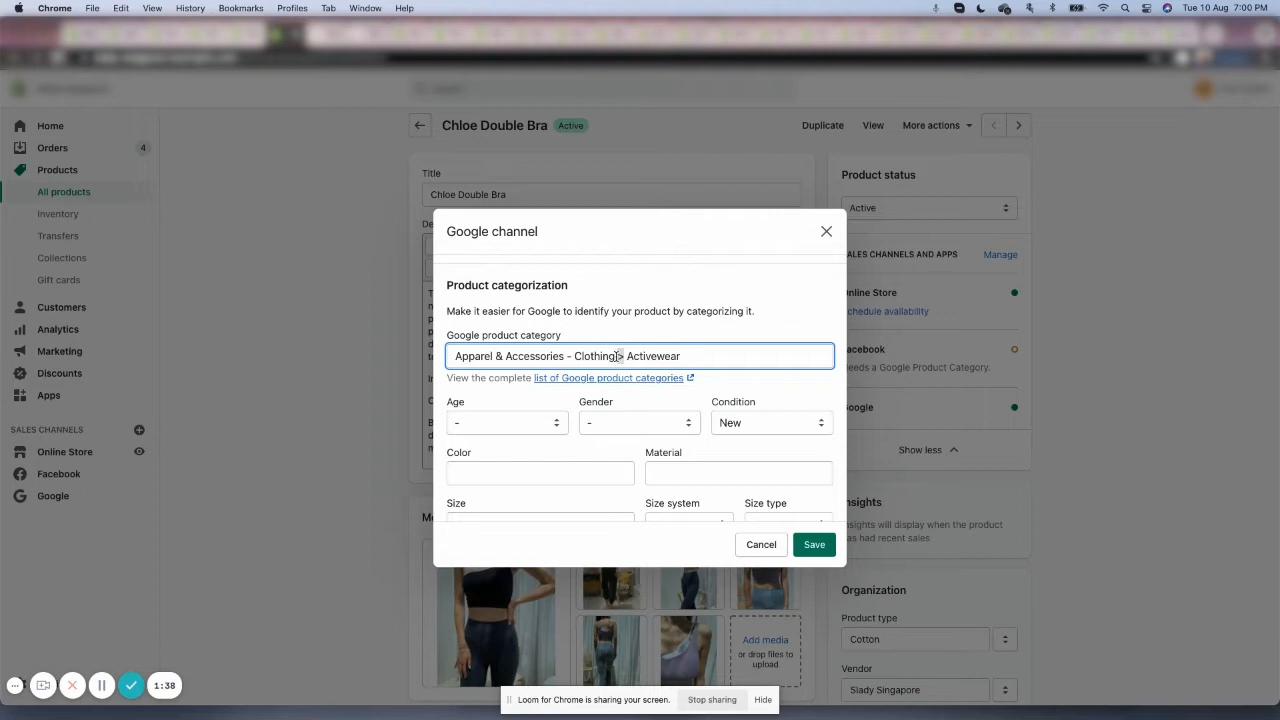 Chrome File Edit View History Bookmarks Profiles Tab Window Help Tue 10 Aug 7:00 PM
Home
Orders 4
Products
All products
Inventory
Transfers
Collections
Gift cards
Customers
Analytics
Marketing
Discounts
Apps
SALES CHANNELS
Online Store
Facebook
Google
Chloe Double Bra Active Duplicate View More actions
Title
Chloe Double Bra
De
Google channel
Product categorization
Make it easier for Google to identify your product by categorizing it.
Google product category
Apparel & Accessories - Clothing > Activewear
View the complete list of Google product categories
Age Gender Condition
- - New
Color Material
Size Size system Size type
Cancel Save
Add media
or drop files to
upload
Product status
Active
ALES CHANNELS AND APPS Manage
Online Store
chedule availability
Facebook
eeds a Google Product Category.
Google
Show less
nsights
nsights will display when the product
as had recent sales
Organization
Product type
Cotton
Vendor
Slady Singapore
1:38
Loom for Chrome is sharing your screen. Stop sharing Hide